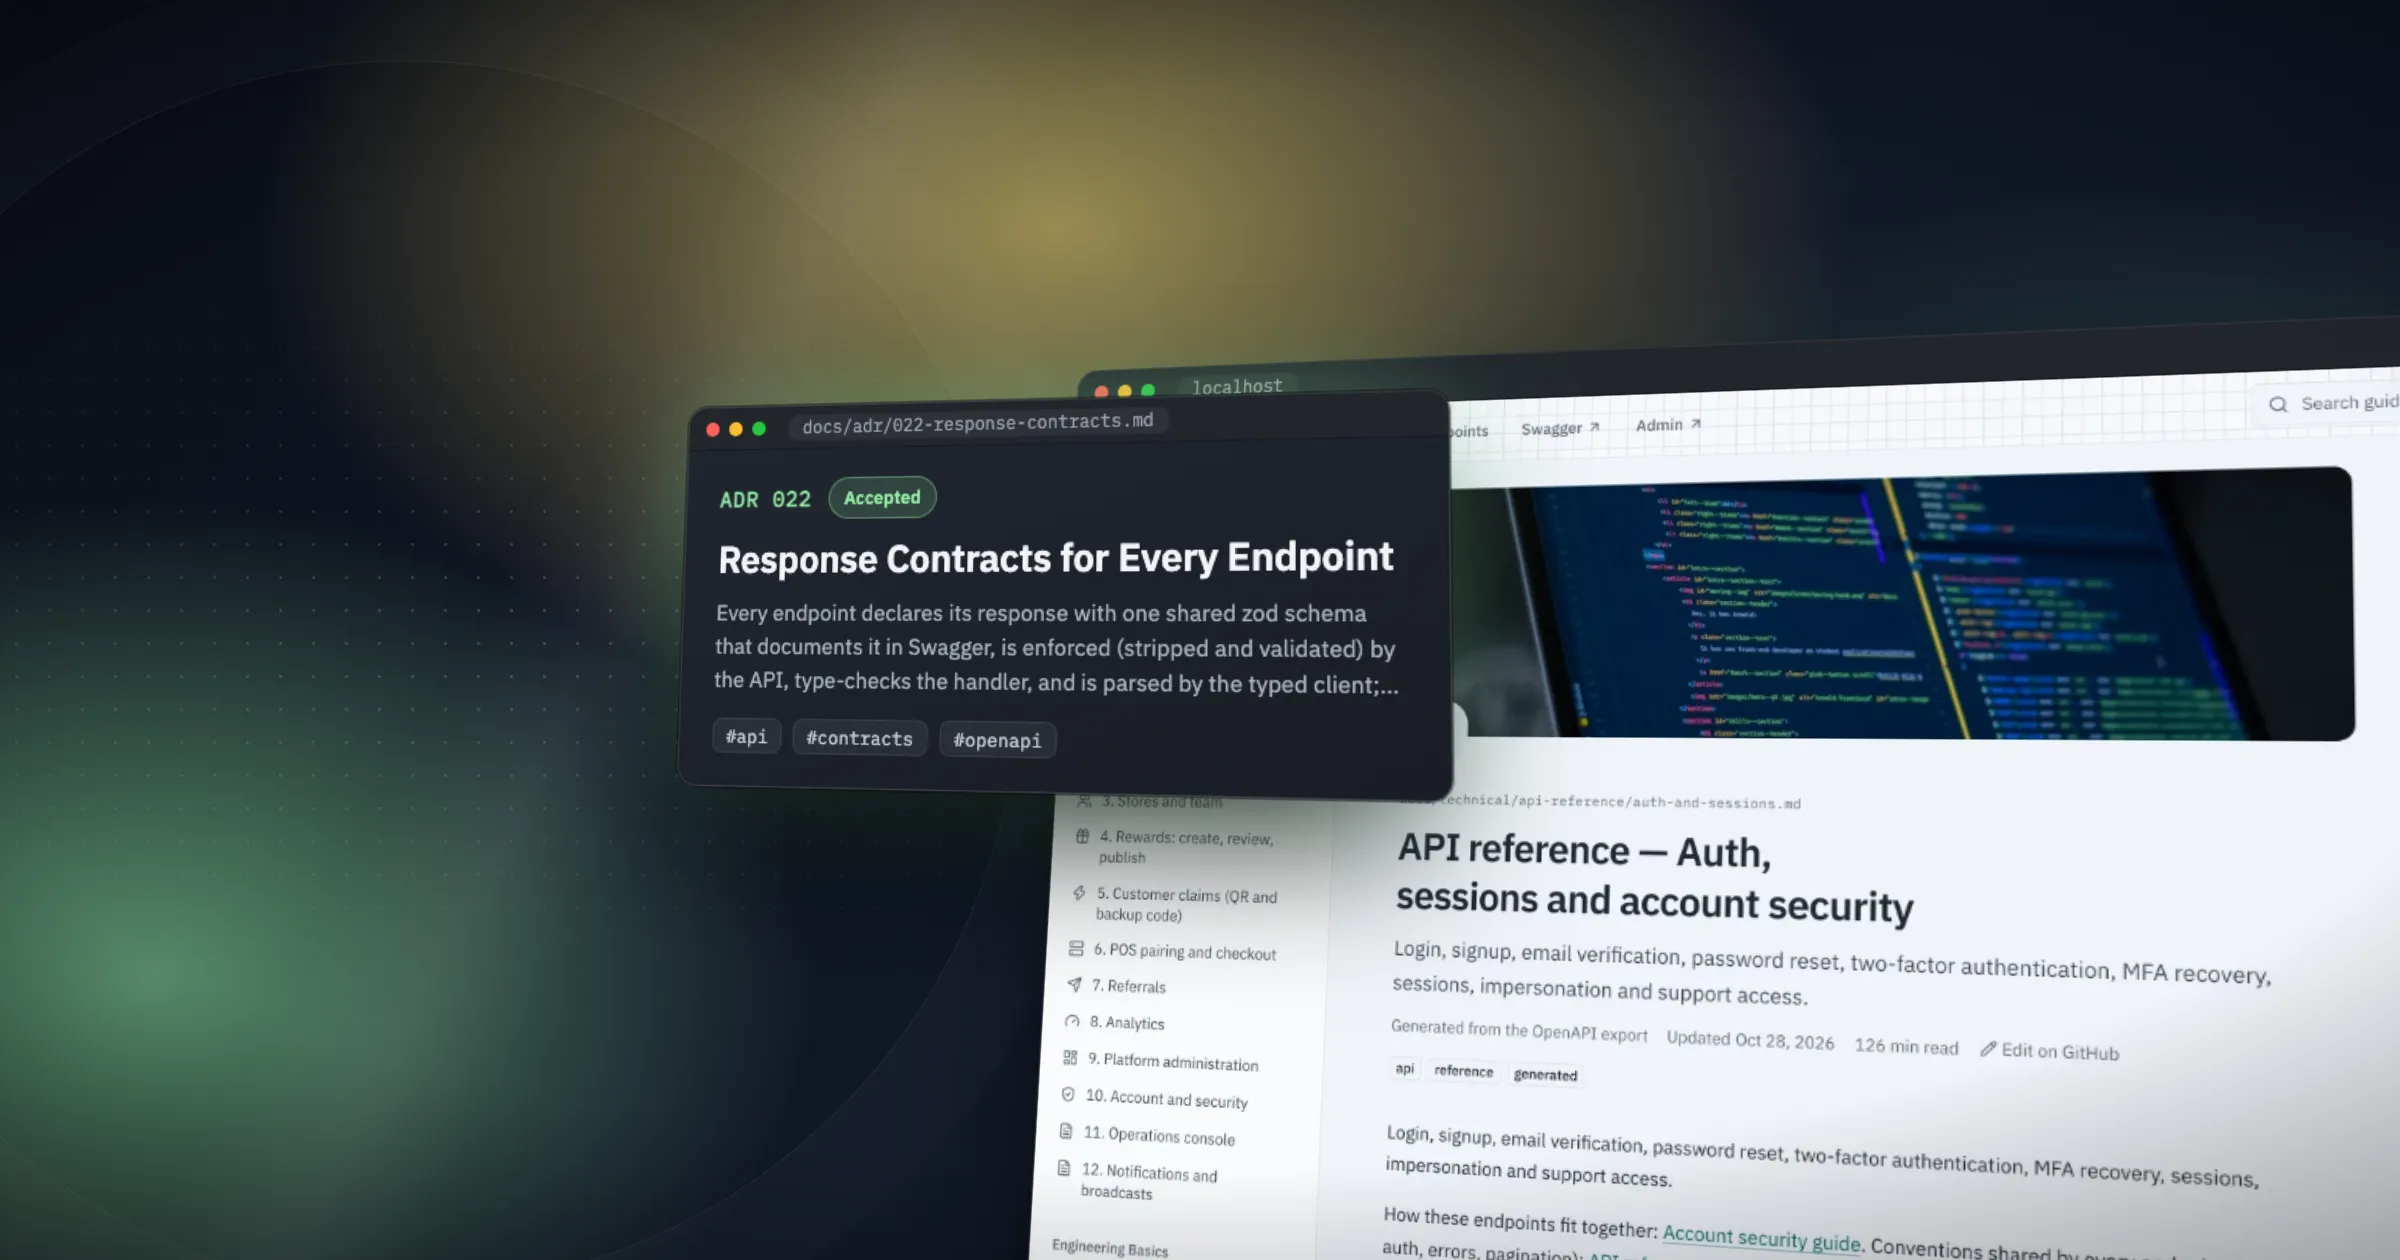 localhost
docs/adr/022-response-contracts.md
ADR 022 Accepted
Response Contracts for Every Endpoint
Every endpoint declares its response with one shared zod schema
that documents it in Swagger, is enforced (stripped and validated) by
the API, type-checks the handler, and is parsed by the typed client;...
#api #contracts #openapi
Swagger ↗ Admin ↗
Search
3. Stores and team
4. Rewards: create, review,
publish
5. Customer claims (QR and
backup code)
6. POS pairing and checkout
7. Referrals
8. Analytics
9. Platform administration
10. Account and security
11. Operations console
12. Notifications and
broadcasts
Engineering Basics
technical/api-reference/auth-and-sessions.md
API reference — Auth,
sessions and account security
Login, signup, email verification, password reset, two-factor authentication, MFA recovery,
sessions, impersonation and support access.
Generated from the OpenAPI export Updated Oct 28, 2026 126 min read Edit on GitHub
api reference generated
Login, signup, email verification, password reset, two-factor authentication, MFA recovery, sessions,
impersonation and support access.
How these endpoints fit together: Account security guide. Conventions shared by every
auth, errors, pagination): API